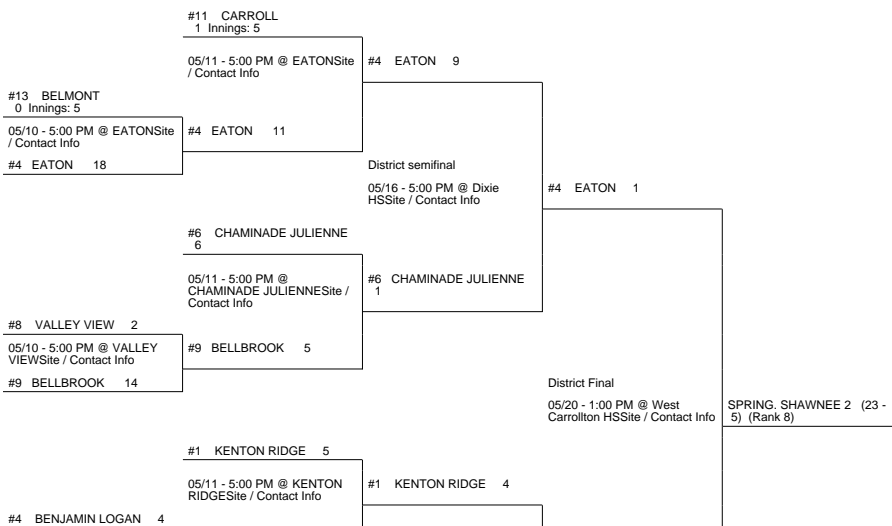 #11 CARROLL
1 Innings: 5
05/11 - 5:00 PM @ EATONSite
/ Contact Info
#4 EATON 9
#13 BELMONT
0 Innings: 5
05/10 - 5:00 PM @ EATONSite
/ Contact Info
#4 EATON 11
#4 EATON 18
District semifinal
05/16 - 5:00 PM @ Dixie
HSSite / Contact Info
#4 EATON 1
#6 CHAMINADE JULIENNE
6
05/11 - 5:00 PM @
CHAMINADE JULIENNESite /
Contact Info
#6 CHAMINADE JULIENNE
1
#8 VALLEY VIEW 2
05/10 - 5:00 PM @ VALLEY
VIEWSite / Contact Info
#9 BELLBROOK 5
#9 BELLBROOK 14
District Final
05/20 - 1:00 PM @ West
Carrollton HSSite / Contact Info
SPRING. SHAWNEE 2 (23 -
5) (Rank 8)
#1 KENTON RIDGE 5
05/11 - 5:00 PM @ KENTON
RIDGESite / Contact Info
#1 KENTON RIDGE 4
#4 BENJAMIN LOGAN 4